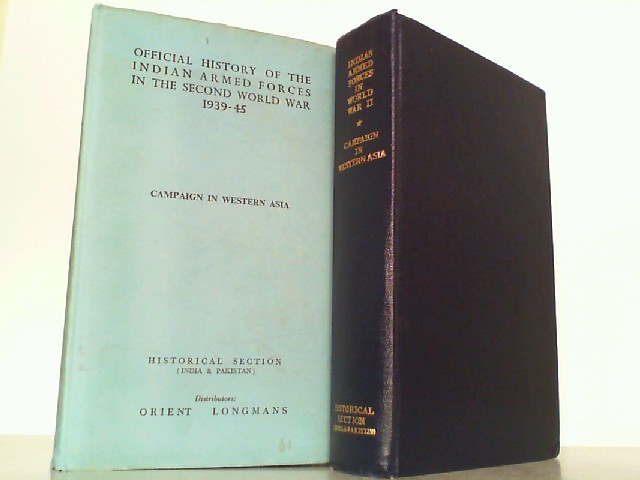 OFFICIAL HISTORY OF THE
INDIAN ARMED FORCES
IN THE SECOND WORLD WAR
1939-45
CAMPAIGN IN WESTERN ASIA
HISTORICAL SECTION
(INDIA & PAKISTAN)
Distributors:
ORIENT LONGMANS
INDIAN
ARMED
FORCES
IN
WORLD
WAR II
CAMPAIGN
IN
WESTERN ASIA
HISTORICAL
SECTION
(INDIA & PAKISTAN)